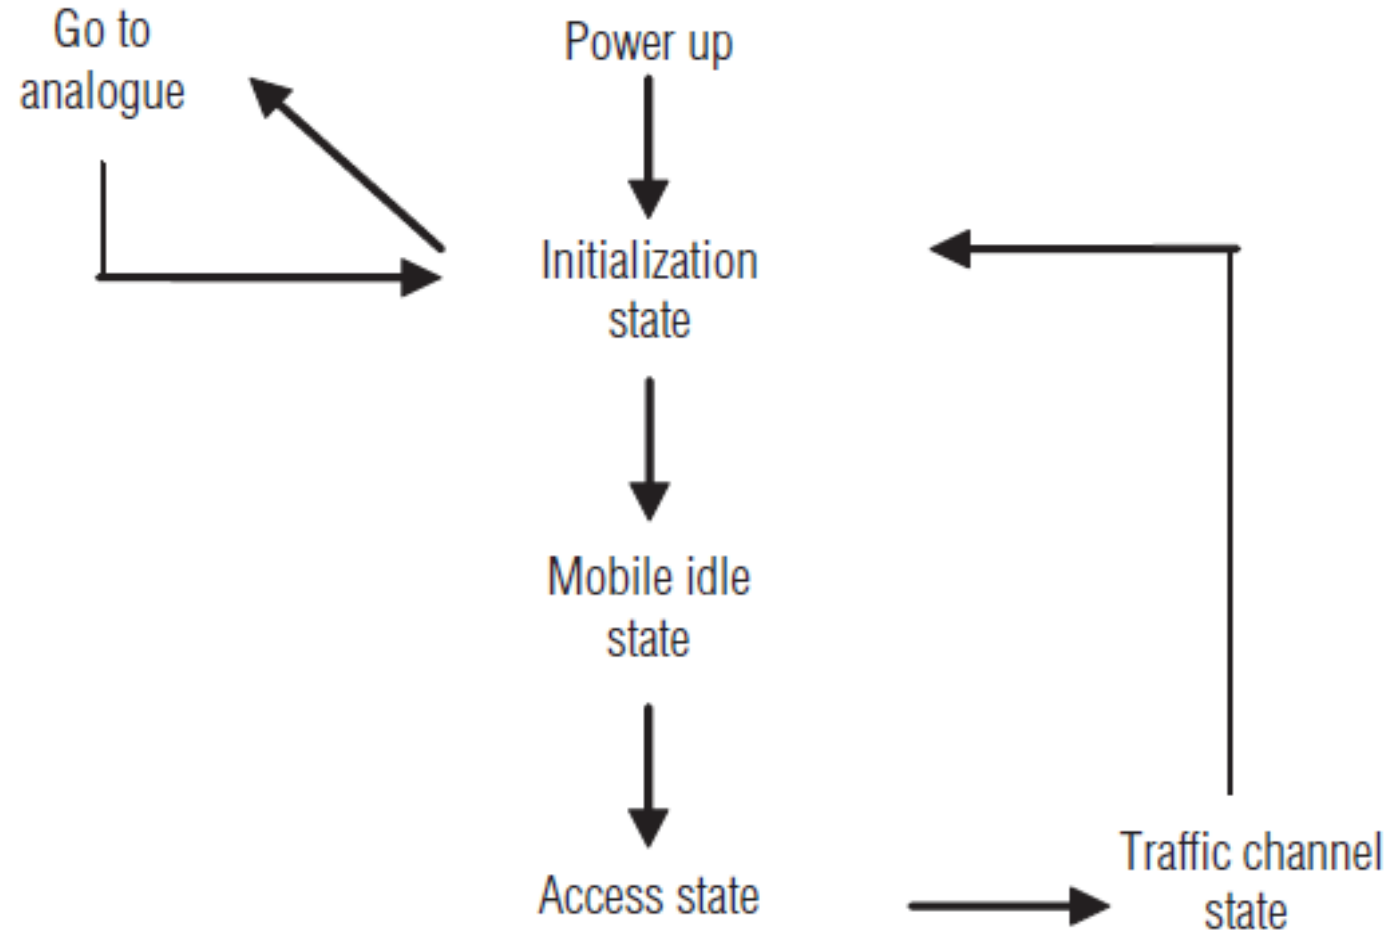 Go to
analogue
Power up
Initialization
state
Mobile idle
state
Access state
Traffic channel
state